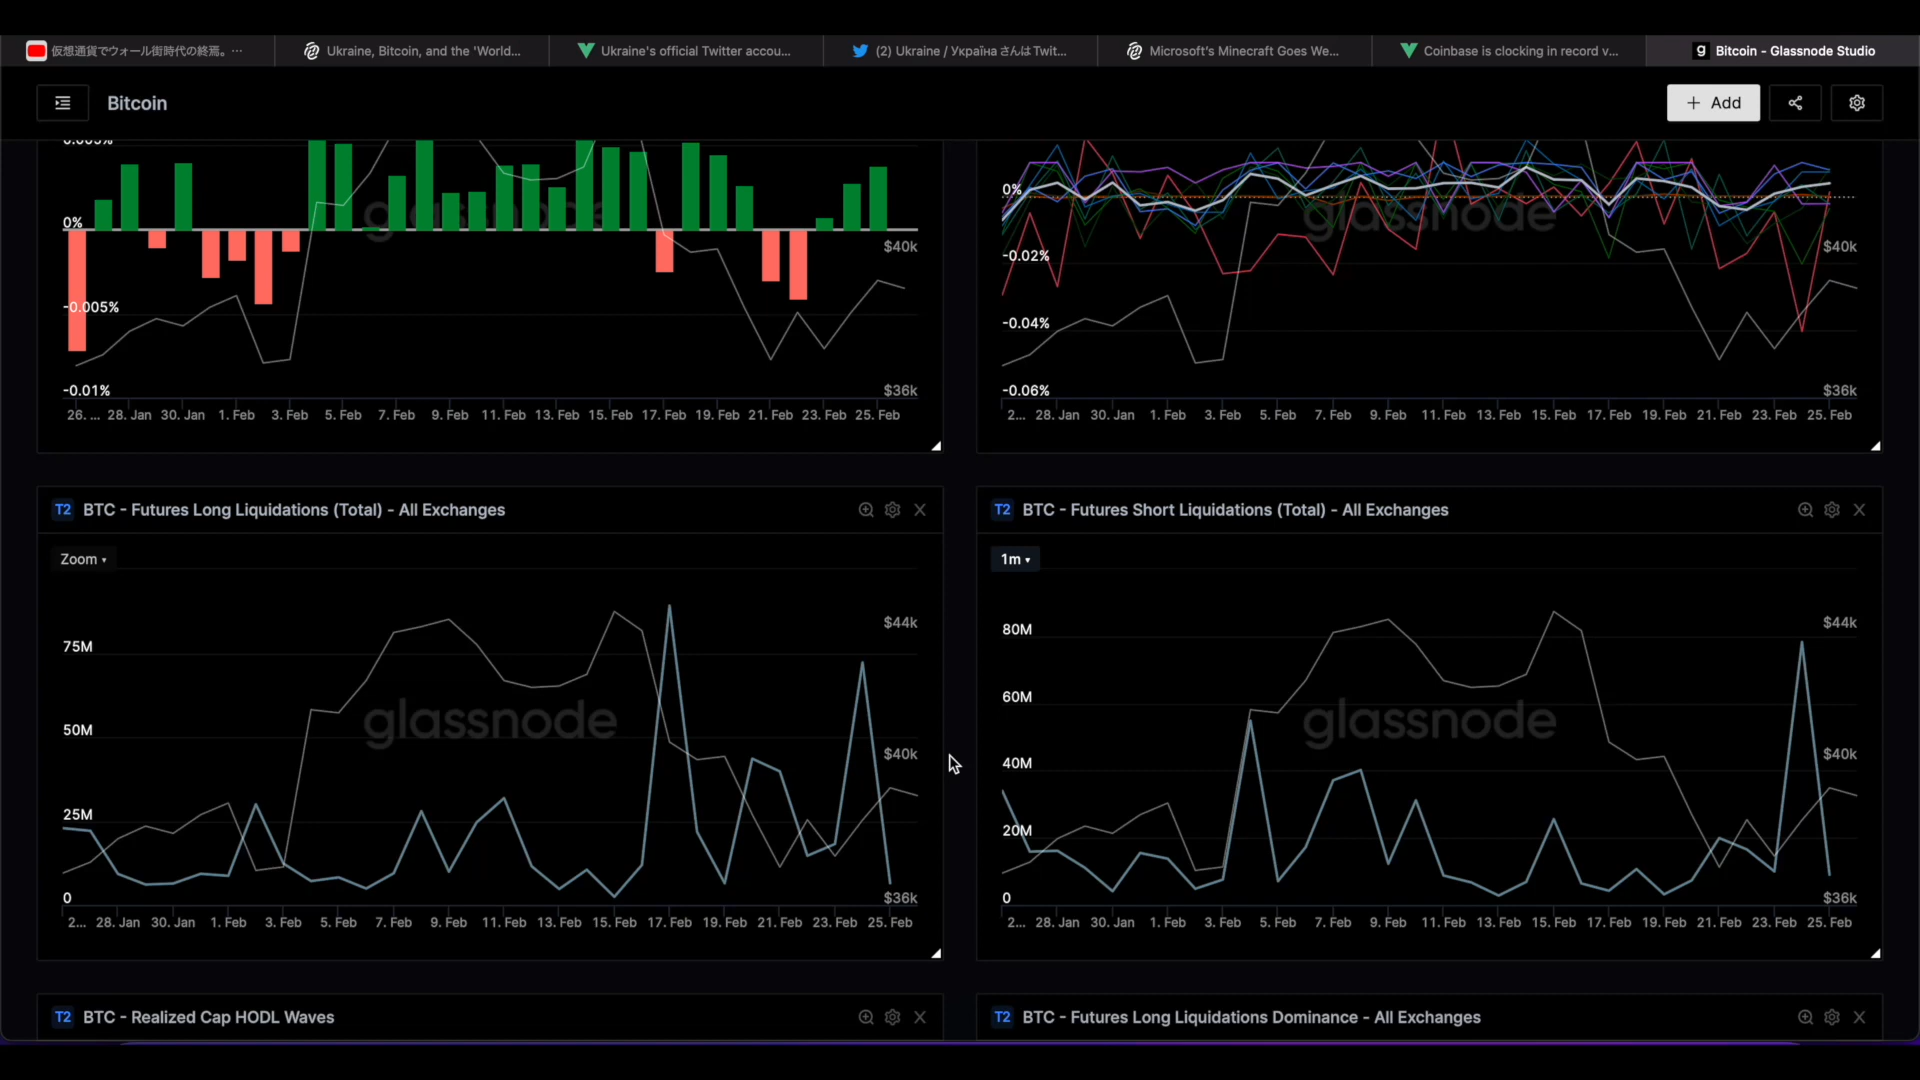 仮想通貨でウォール街時代の終焉。…
Ukraine, Bitcoin, and the 'World...
Ukraine's official Twitter accou...
(2) Ukraine / Українаさんは Twit...
Microsoft's Minecraft Goes We...
Coinbase is clocking in record v...
g Bitcoin - Glassnode Studio
Bitcoin
+ Add
0%
-0.005%
-0.01%
$40k
$36k
26. ... 28. Jan 30. Jan 1. Feb 3. Feb 5. Feb 7. Feb 9. Feb 11. Feb 13. Feb 15. Feb 17. Feb 19. Feb 21. Feb 23. Feb 25. Feb
glassnode
0%
-0.02%
-0.04%
-0.06%
$40k
$36k
2... 28. Jan 30. Jan 1. Feb 3. Feb 5. Feb 7. Feb 9. Feb 11. Feb 13. Feb 15. Feb 17. Feb 19. Feb 21. Feb 23. Feb 25. Feb
T2 BTC - Futures Long Liquidations (Total) - All Exchanges
Zoom
75M
50M
25M
0
$44k
$40k
$36k
glassnode
2... 28. Jan 30. Jan 1. Feb 3. Feb 5. Feb 7. Feb 9. Feb 11. Feb 13. Feb 15. Feb 17. Feb 19. Feb 21. Feb 23. Feb 25. Feb
T2 BTC - Futures Short Liquidations (Total) - All Exchanges
1m
80M
60M
40M
20M
0
$44k
$40k
$36k
glassnode
2... 28. Jan 30. Jan 1. Feb 3. Feb 5. Feb 7. Feb 9. Feb 11. Feb 13. Feb 15. Feb 17. Feb 19. Feb 21. Feb 23. Feb 25. Feb
T2 BTC - Realized Cap HODL Waves
T2 BTC - Futures Long Liquidations Dominance - All Exchanges